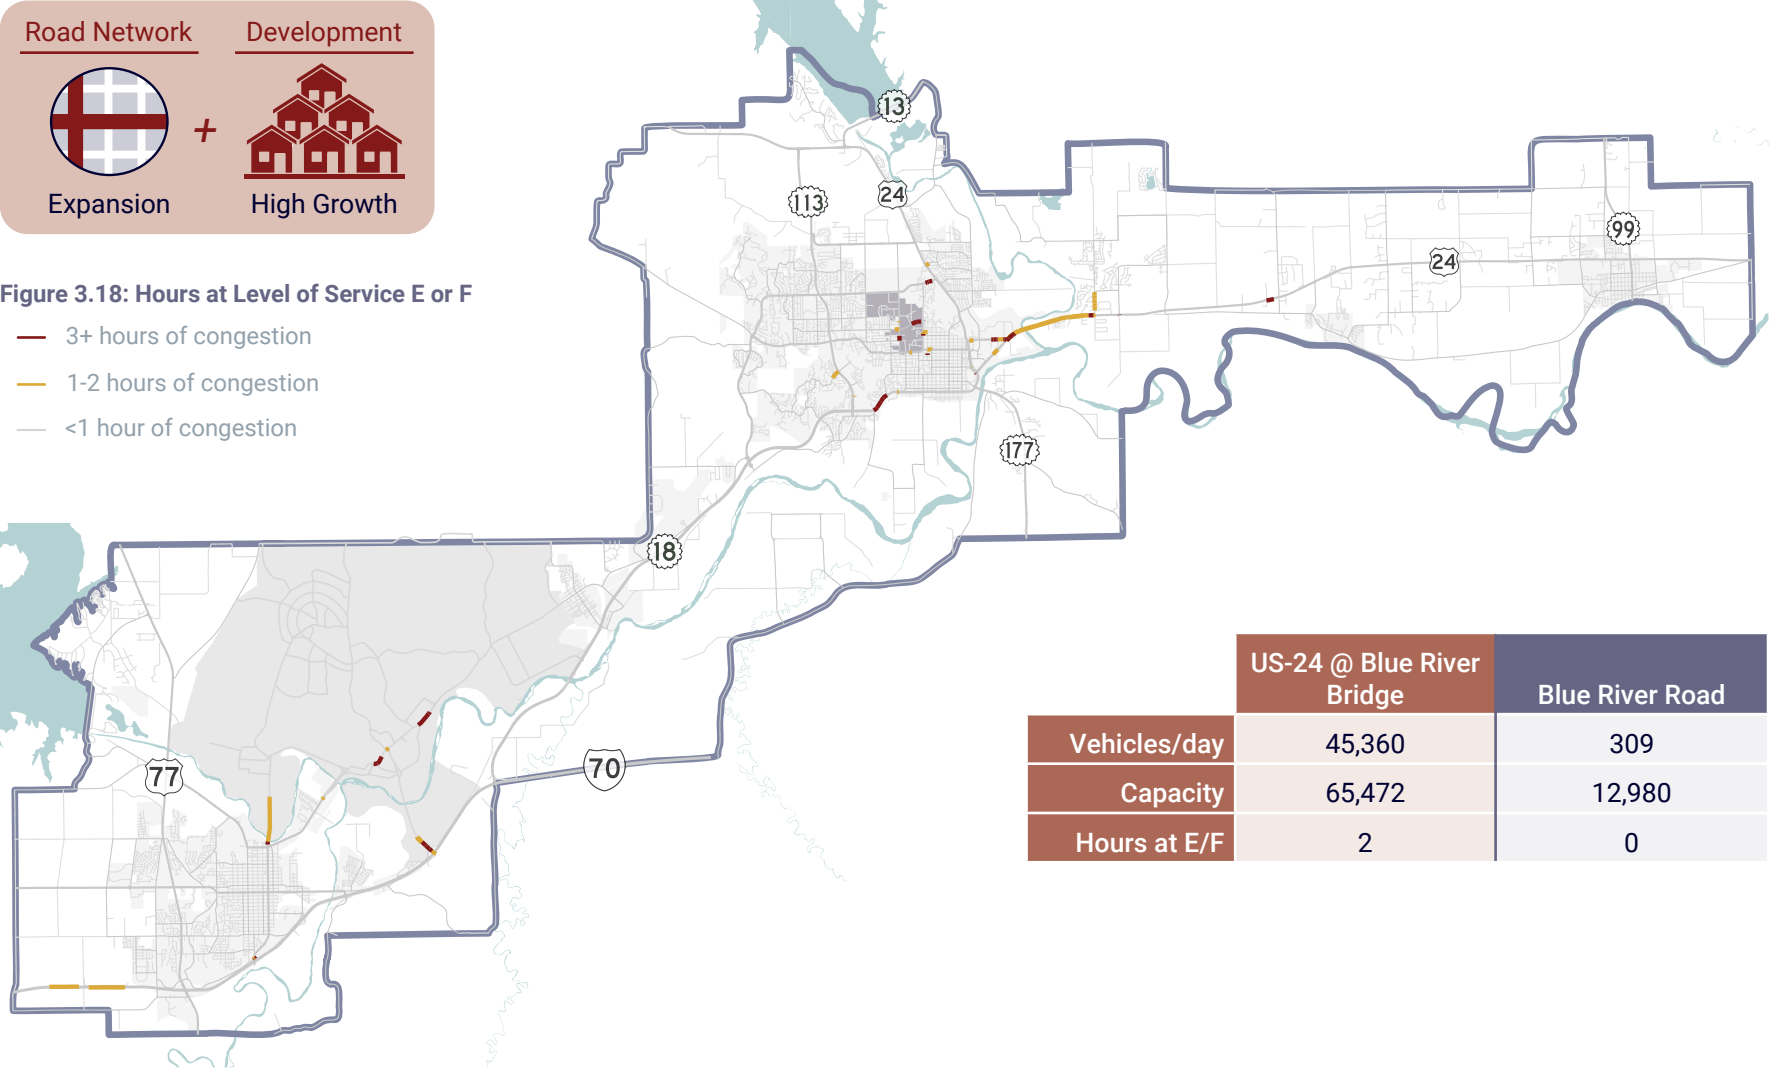 Road Network
Development
+
Expansion
High Growth
Figure 3.18: Hours at Level of Service E or F
3+ hours of congestion
1-2 hours of congestion
<1 hour of congestion
13
113
24
99
24
177
18
77
70
US-24 @ Blue River
Bridge
Blue River Road
Vehicles/day
45,360
309
Capacity
65,472
12,980
Hours at E/F
2
0